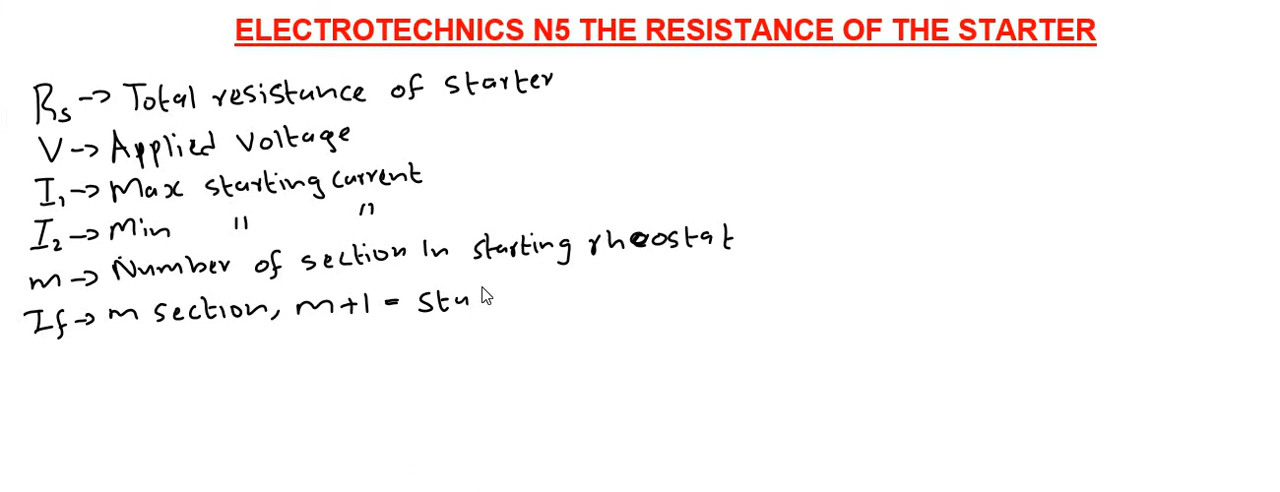 ELECTROTECHNICS N5 THE RESISTANCE OF THE STARTER
Rs → Total resistance of starter
V → Applied Voltage
I1 → Max starting current
I2 → Min " "
m → Number of section In starting rheostat
If → m section, m+1 = Stu